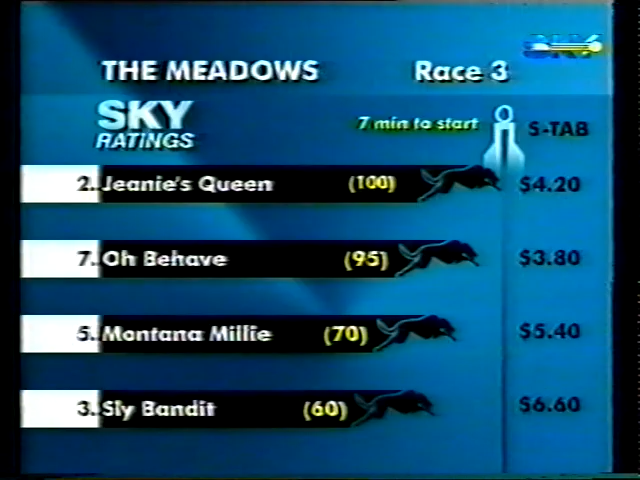 SKY
THE MEADOWS Race 3
SKY
RATINGS
7 min to start S-TAB
2. Jeanie's Queen (100) $4.20
7. Oh Behave (95) $3.80
5. Montana Millie (70) $5.40
3. Sly Bandit (60) $6.60